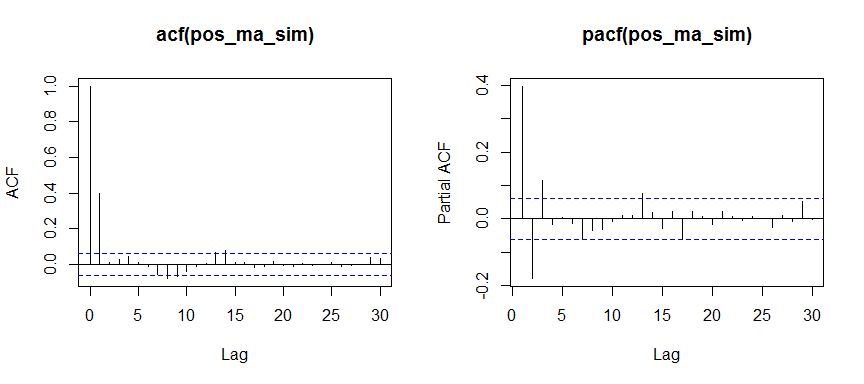 acf(pos_ma_sim)
ACF
0.0 0.2 0.4 0.6 0.8 1.0
0 5 10 15 20 25 30
Lag
pacf(pos_ma_sim)
Partial ACF
-0.2 0.0 0.2 0.4
0 5 10 15 20 25 30
Lag